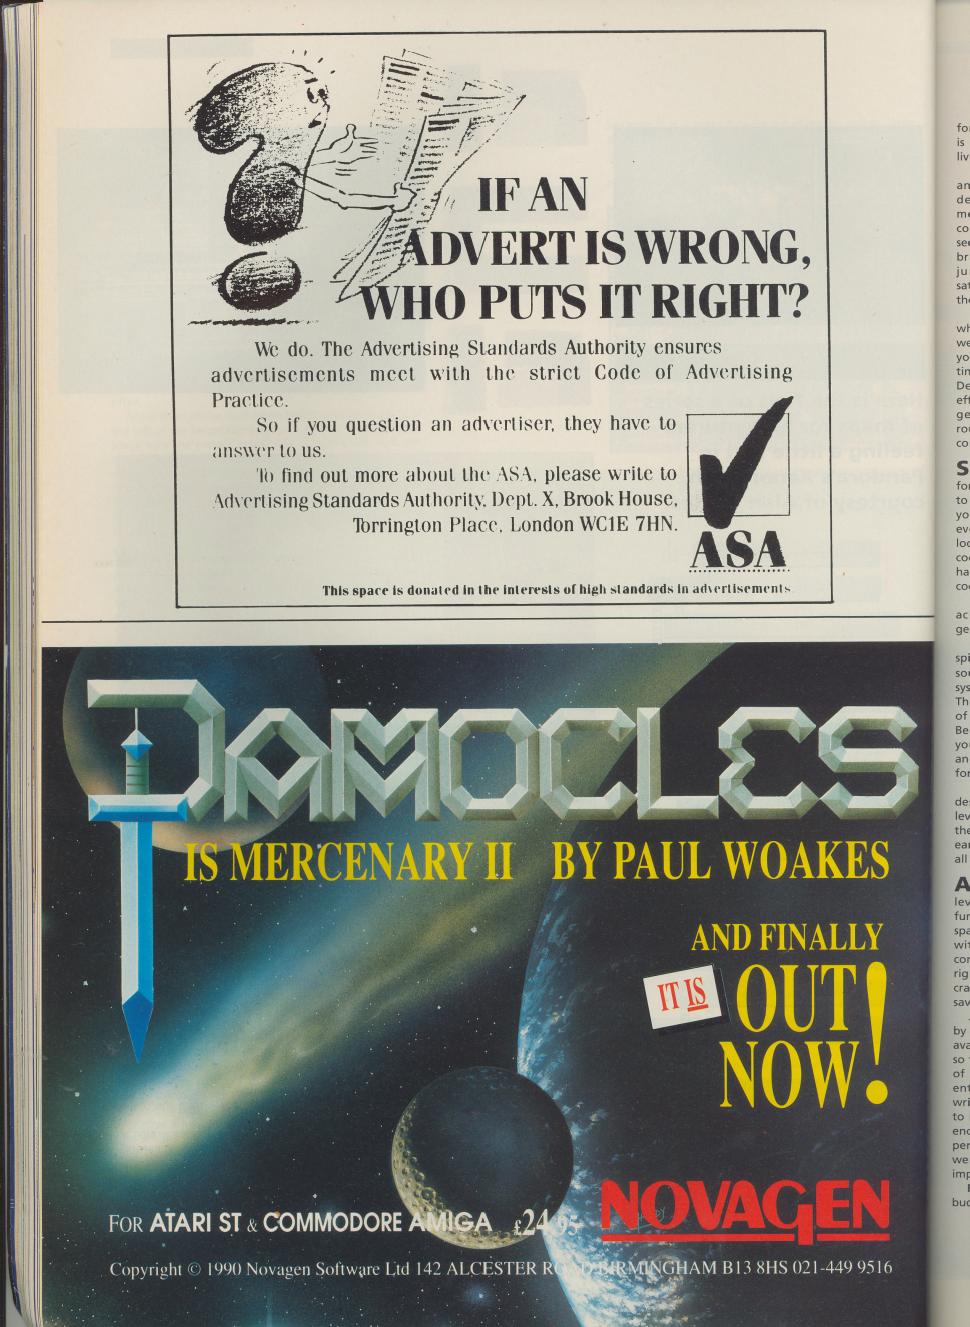 IF AN
ADVERT IS WRONG,
WHO PUTS IT RIGHT?
We do. The Advertising Standards Authority ensures
advertisements meet with the strict Code of Advertising
Practice.
So if you question an advertiser, they have to
answer to us.
To find out more about the ASA, please write to
Advertising Standards Authority, Dept. X, Brook House,
Torrington Place, London WC1E 7HN.
ASA
This space is donated in the interests of high standards in advertisements.
DAMOCLES
IS MERCENARY II BY PAUL WOAKES
AND FINALLY
IT IS
OUT
NOW!
FOR ATARI ST & COMMODORE AMIGA £24.95
NOVAGEN
Copyright © 1990 Novagen Software Ltd 142 ALCESTER ROAD BIRMINGHAM B13 8HS 021-449 9516